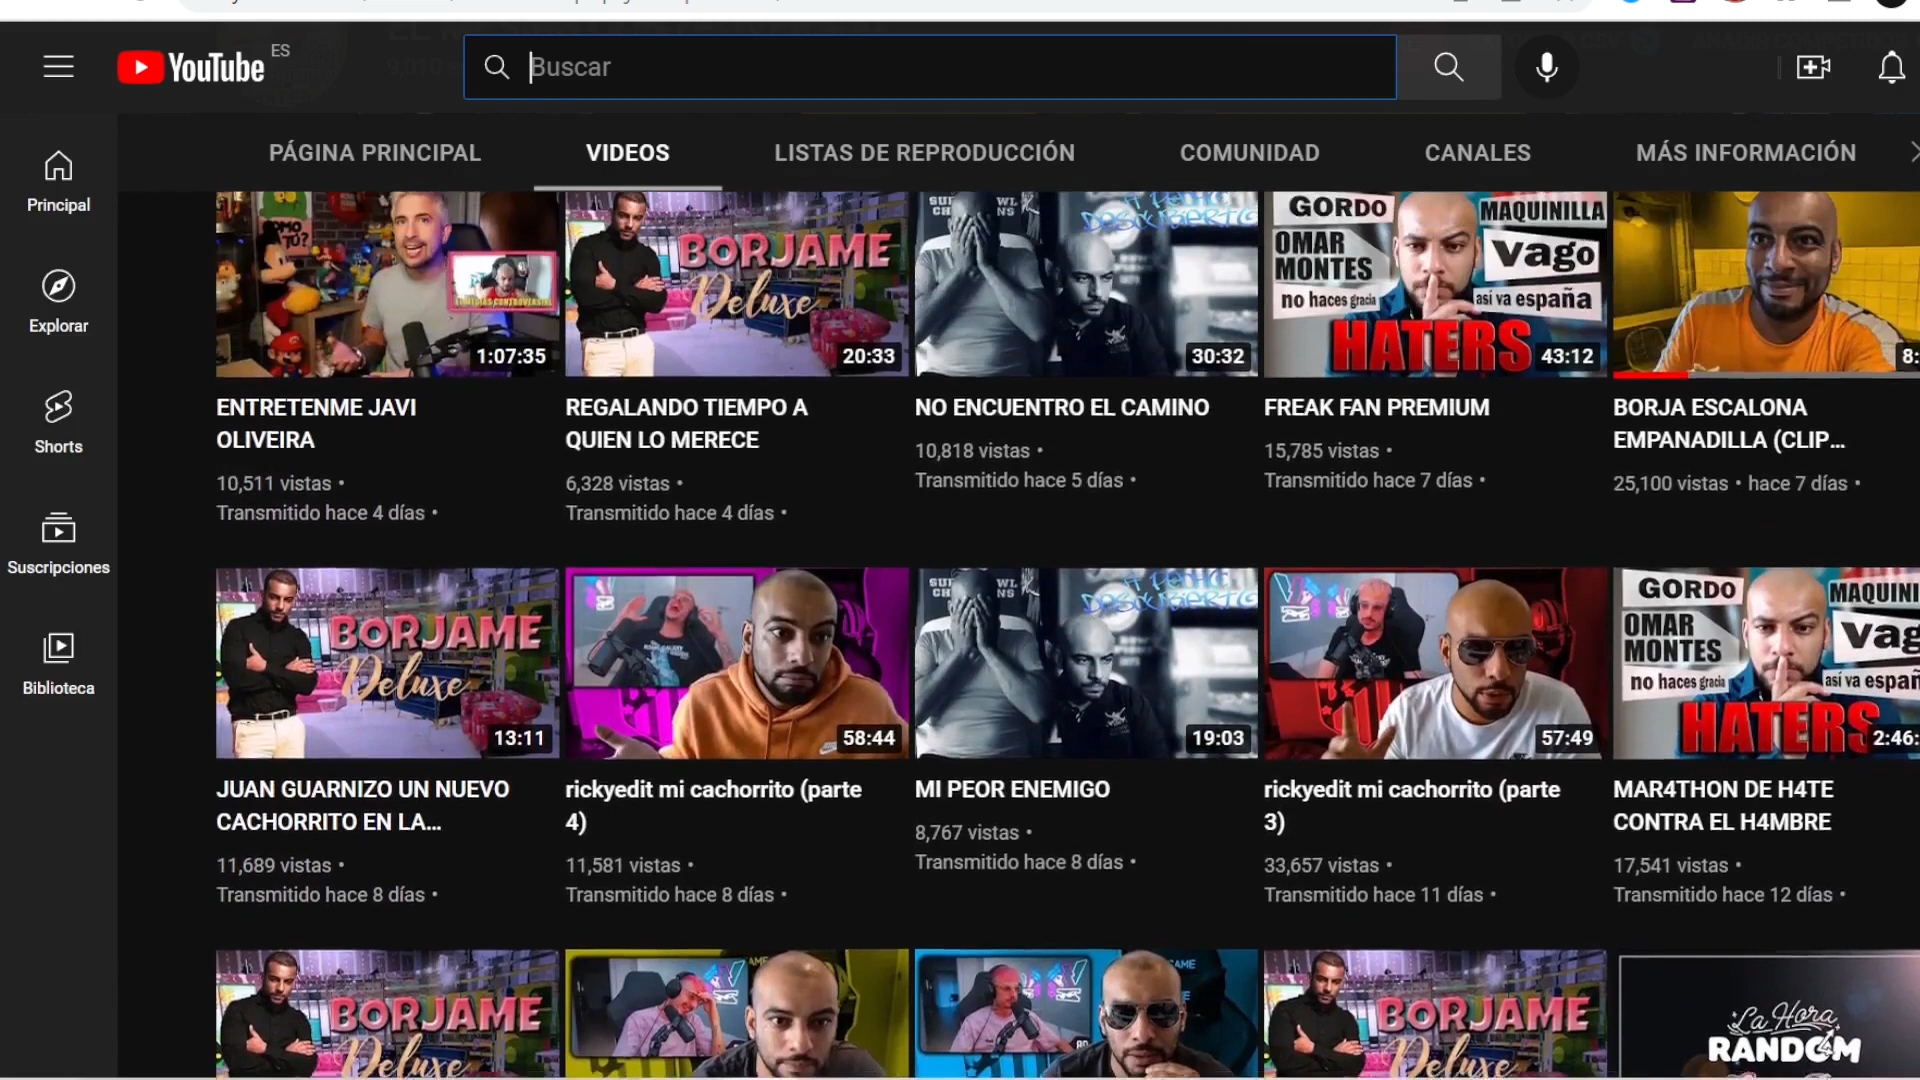 YouTube ES
Buscar
PÁGINA PRINCIPAL VIDEOS LISTAS DE REPRODUCCIÓN COMUNIDAD CANALES MÁS INFORMACIÓN
Principal
Explorar
Shorts
Suscripciones
Biblioteca
1:07:35
ENTRETENME JAVI
OLIVEIRA
10,511 vistas •
Transmitido hace 4 días •
BORJAME
Deluxe
20:33
REGALANDO TIEMPO A
QUIEN LO MERECE
6,328 vistas •
Transmitido hace 4 días •
30:32
NO ENCUENTRO EL CAMINO
10,818 vistas •
Transmitido hace 5 días •
GORDO
MAQUINILLA
OMAR
MONTES
vago
no haces gracia
así va españa
HATERS
43:12
FREAK FAN PREMIUM
15,785 vistas •
Transmitido hace 7 días •
8:
BORJA ESCALONA
EMPANADILLA (CLIP...
25,100 vistas • hace 7 días •
BORJAME
Deluxe
13:11
JUAN GUARNIZO UN NUEVO
CACHORRITO EN LA...
11,689 vistas •
Transmitido hace 8 días •
58:44
rickyedit mi cachorrito (parte
4)
11,581 vistas •
Transmitido hace 8 días •
19:03
MI PEOR ENEMIGO
8,767 vistas •
Transmitido hace 8 días •
57:49
rickyedit mi cachorrito (parte
3)
33,657 vistas •
Transmitido hace 11 días •
GORDO
MAQUINI
OMAR
MONTES
vag
no haces gracia
así va españ
HATERS
2:46:
MAR4THON DE H4TE
CONTRA EL H4MBRE
17,541 vistas •
Transmitido hace 12 días •
BORJAME
Deluxe
BORJAME
Deluxe
La Hora
RANDOM